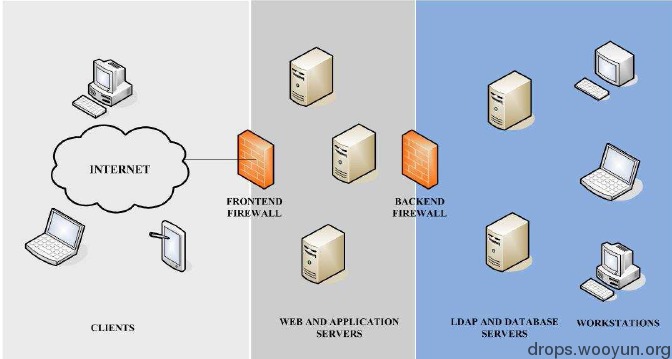 INTERNET
FRONTEND
FIREWALL
BACKEND
FIREWALL
CLIENTS
WEB AND APPLICATION
SERVERS
LDAP AND DATABASE
SERVERS
WORKSTATIONS
drops.wooyun.org